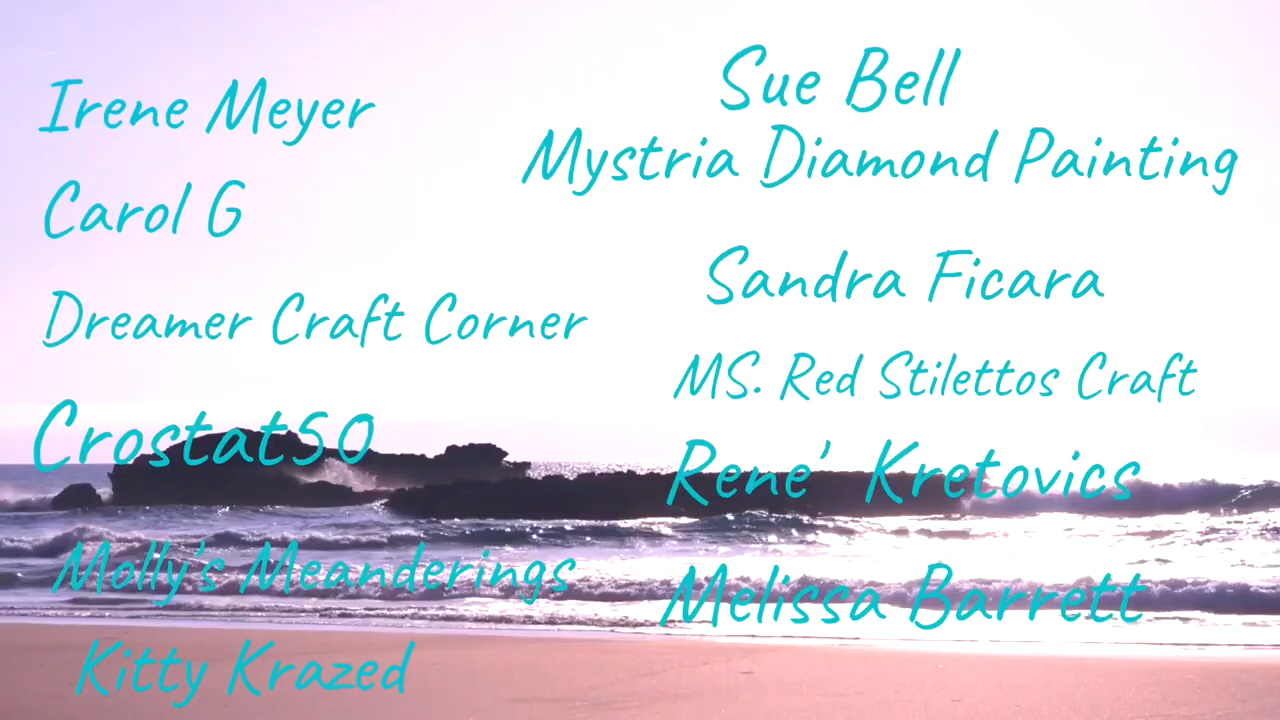 Irene Meyer
Carol G
Dreamer Craft Corner
Crostat50
Molly's Meanderings
Kitty Krazed
Sue Bell
Mystria Diamond Painting
Sandra Ficara
MS. Red Stilettos Craft
Rene' Kretovics
Melissa Barrett